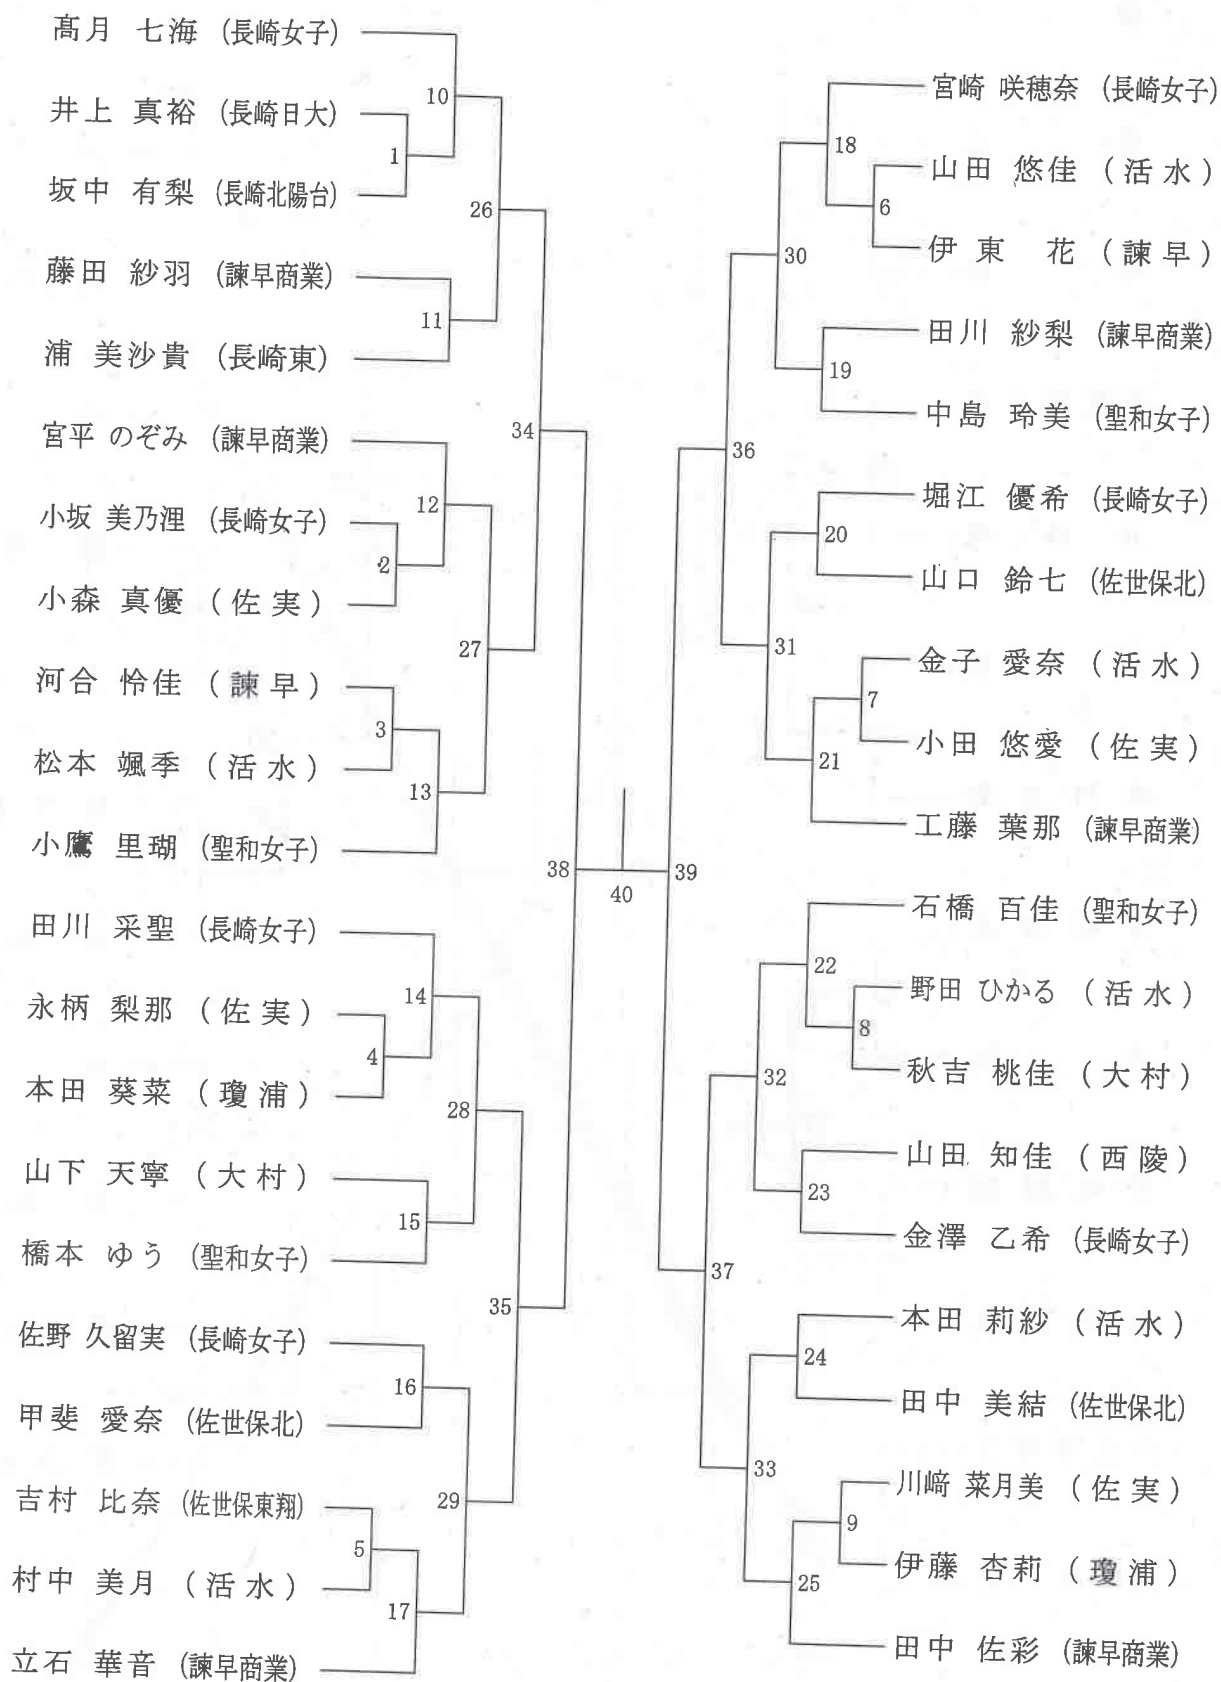 髙月 七海 (長崎女子)
井上 真裕 (長崎日大)
坂中 有梨 (長崎北陽台)
藤田 紗羽 (諫早商業)
浦 美沙貴 (長崎東)
宮平 のぞみ (諫早商業)
小坂 美乃浬 (長崎女子)
小森 真優 (佐実)
河合 怜佳 (諫早)
松本 颯季 (活水)
小鷹 里瑚 (聖和女子)
田川 采聖 (長崎女子)
永柄 梨那 (佐実)
本田 葵菜 (瓊浦)
山下 天寧 (大村)
橋本 ゆう (聖和女子)
佐野 久留実 (長崎女子)
甲斐 愛奈 (佐世保北)
吉村 比奈 (佐世保東翔)
村中 美月 (活水)
立石 華音 (諫早商業)
1
2
3
4
5
10
11
12
13
14
15
16
17
26
27
28
29
34
35
38
40
39
36
37
30
31
32
33
18
19
20
21
22
23
24
25
6
7
8
9
宮崎 咲穂奈 (長崎女子)
山田 悠佳 (活水)
伊東 花 (諫早)
田川 紗梨 (諫早商業)
中島 玲美 (聖和女子)
堀江 優希 (長崎女子)
山口 鈴七 (佐世保北)
金子 愛奈 (活水)
小田 悠愛 (佐実)
工藤 葉那 (諫早商業)
石橋 百佳 (聖和女子)
野田 ひかる (活水)
秋吉 桃佳 (大村)
山田 知佳 (西陵)
金澤 乙希 (長崎女子)
本田 莉紗 (活水)
田中 美結 (佐世保北)
川﨑 菜月美 (佐実)
伊藤 杏莉 (瓊浦)
田中 佐彩 (諫早商業)